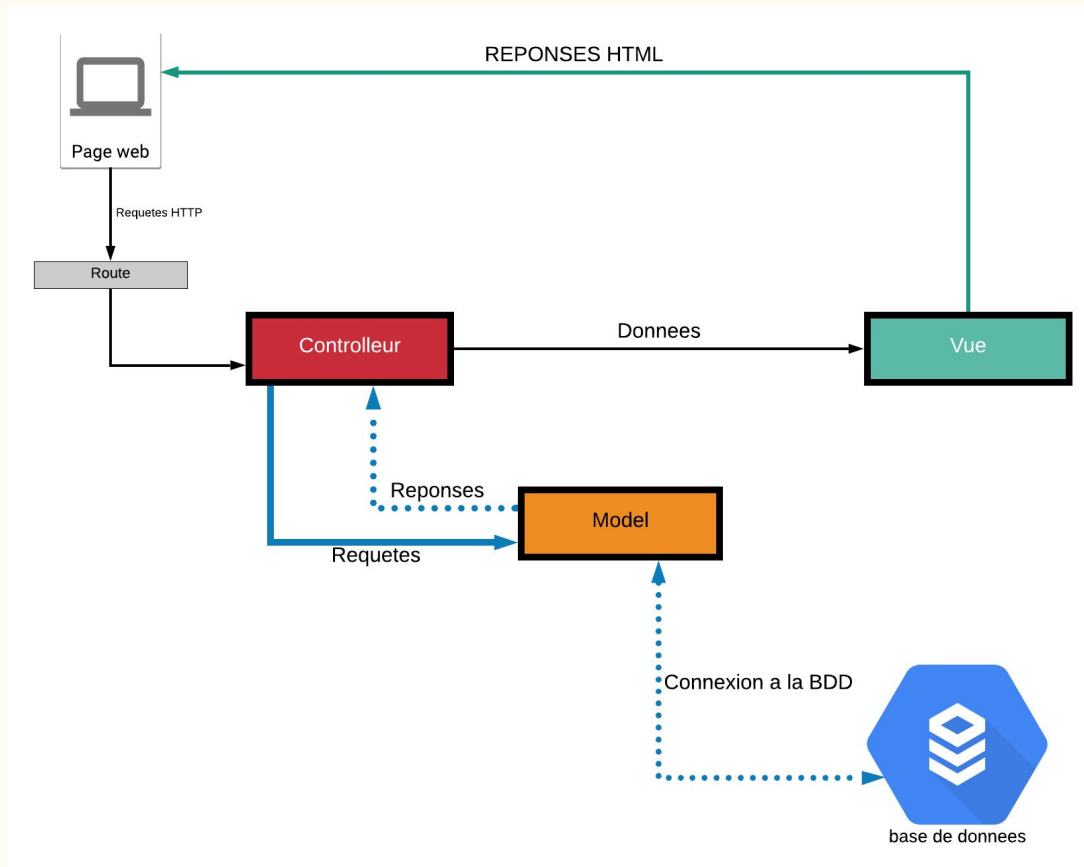 REPONSES HTML
Page web
Requetes HTTP
Route
Controlleur
Donnees
Vue
Reponses
Model
Requetes
Connexion a la BDD
base de donnees